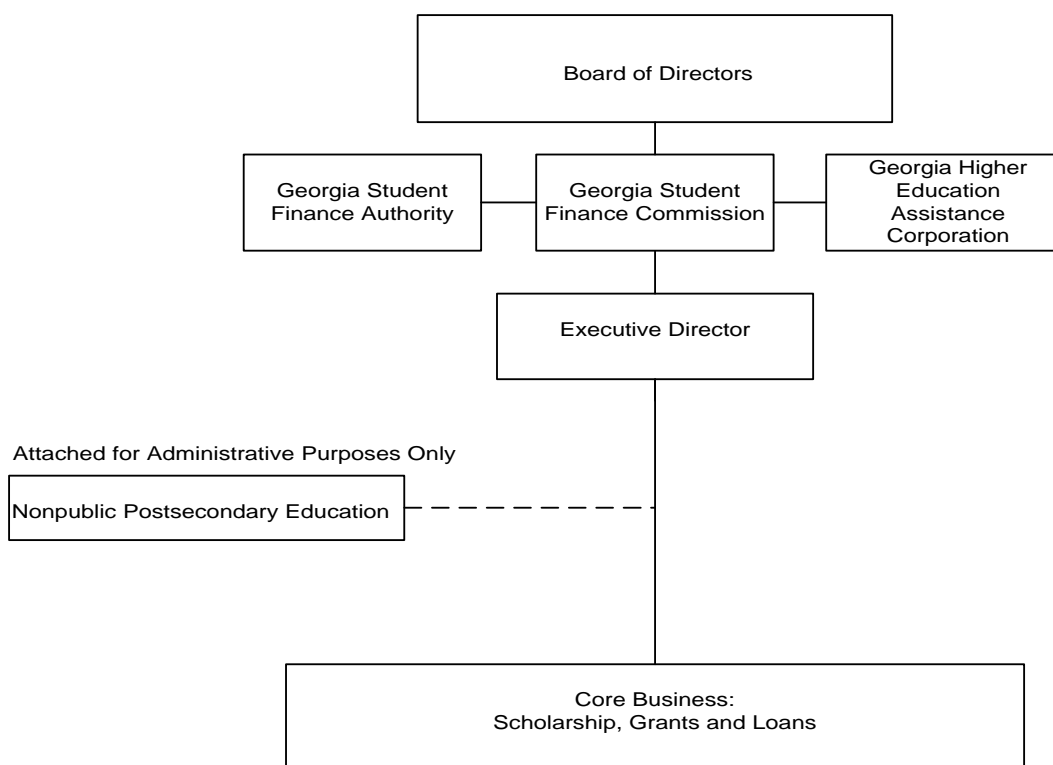 Board of Directors
Georgia Student
Finance Authority
Georgia Student
Finance Commission
Georgia Higher
Education
Assistance
Corporation
Executive Director
Attached for Administrative Purposes Only
Nonpublic Postsecondary Education
Core Business:
Scholarship, Grants and Loans